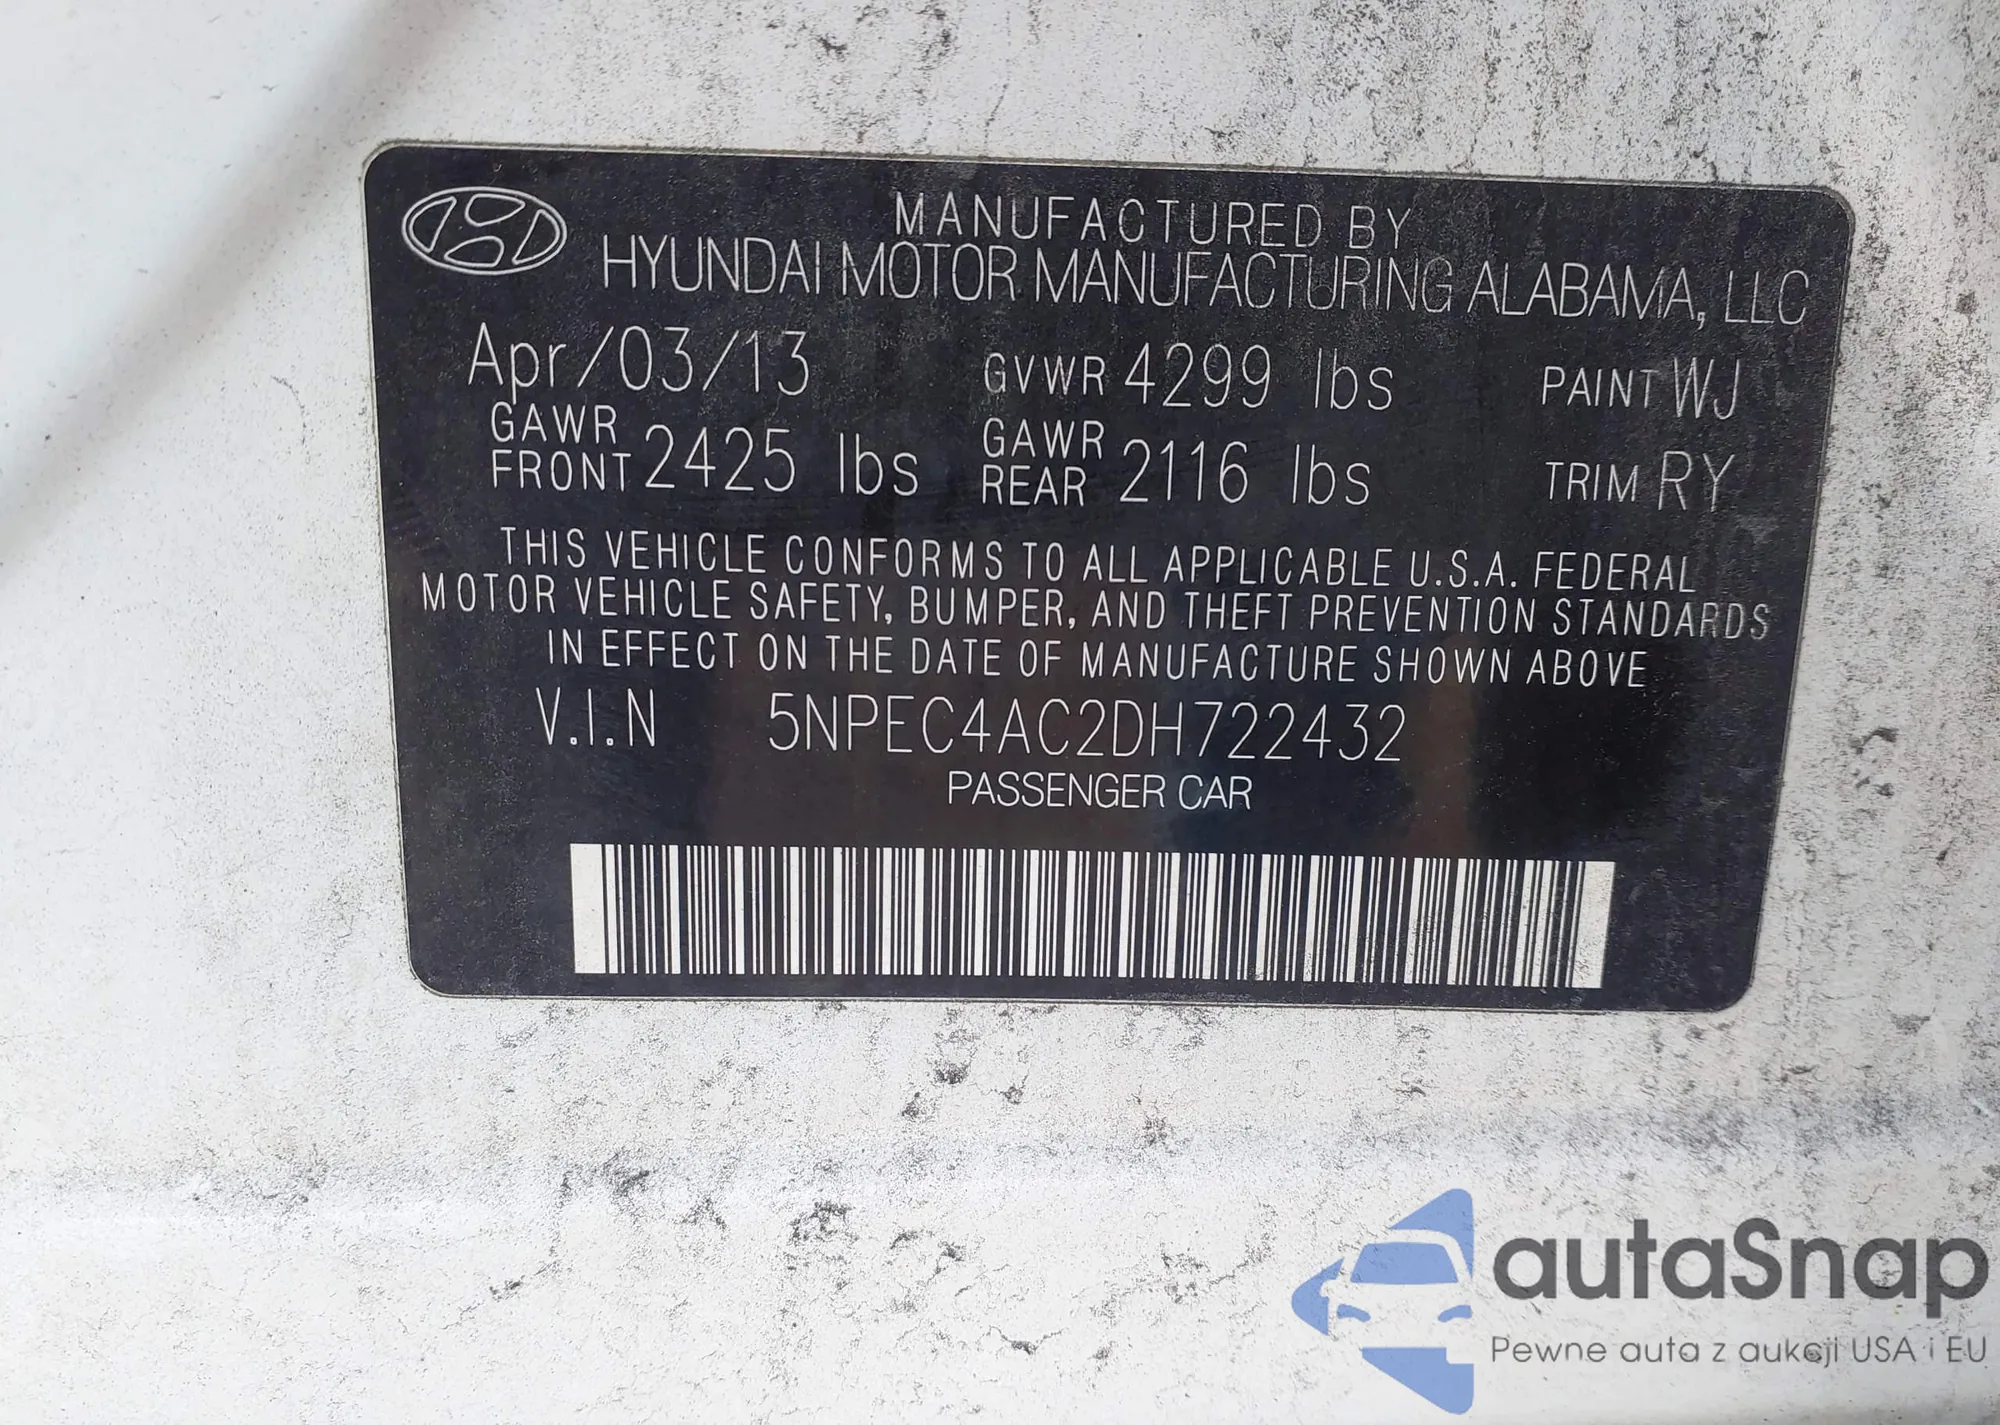 MANUFACTURED BY
HYUNDAI MOTOR MANUFACTURING ALABAMA, LLC
Apr/03/13 GVWR 4299 lbs PAINT WJ
GAWR FRONT 2425 lbs GAWR REAR 2116 lbs TRIM RY
THIS VEHICLE CONFORMS TO ALL APPLICABLE U.S.A. FEDERAL
MOTOR VEHICLE SAFETY, BUMPER, AND THEFT PREVENTION STANDARDS
IN EFFECT ON THE DATE OF MANUFACTURE SHOWN ABOVE
V.I.N 5NPEC4AC2DH722432
PASSENGER CAR
autaSnap
Pewne auta z aukcji USA i EU